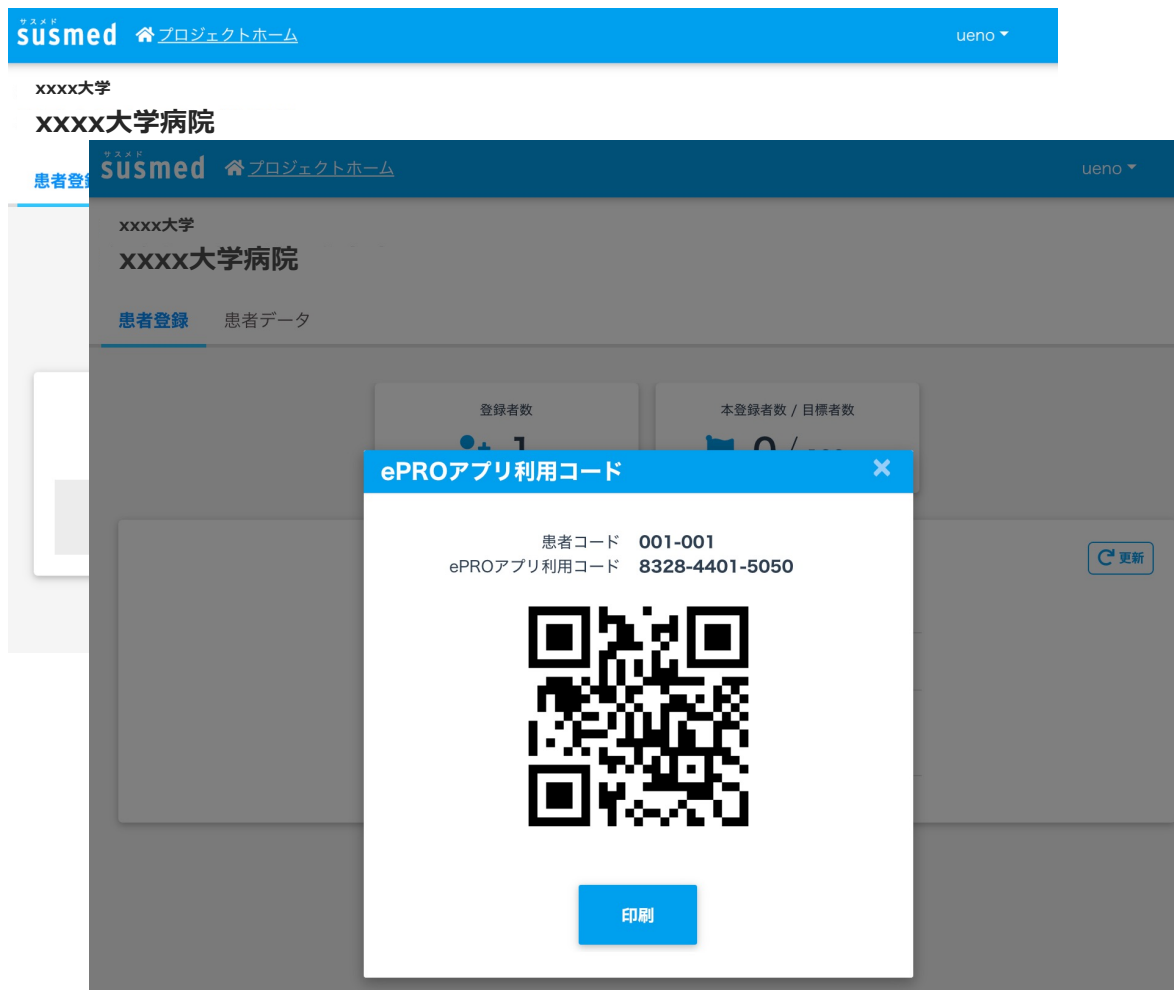 サスメド
susmed プロジェクトホーム ueno
xxxx大学
xxxx大学病院
患者登
サスメド
susmed プロジェクトホーム ueno
xxxx大学
xxxx大学病院
患者登録 患者データ
登録者数 本登録者数 / 目標者数
1 0 /
ePROアプリ利用コード ×
患者コード 001-001
ePROアプリ利用コード 8328-4401-5050
更新
印刷